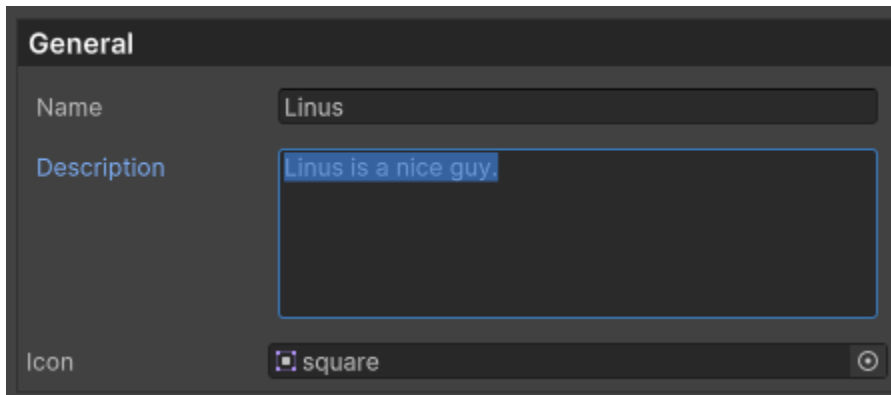 General
Name Linus
Description Linus is a nice guy.
Icon square